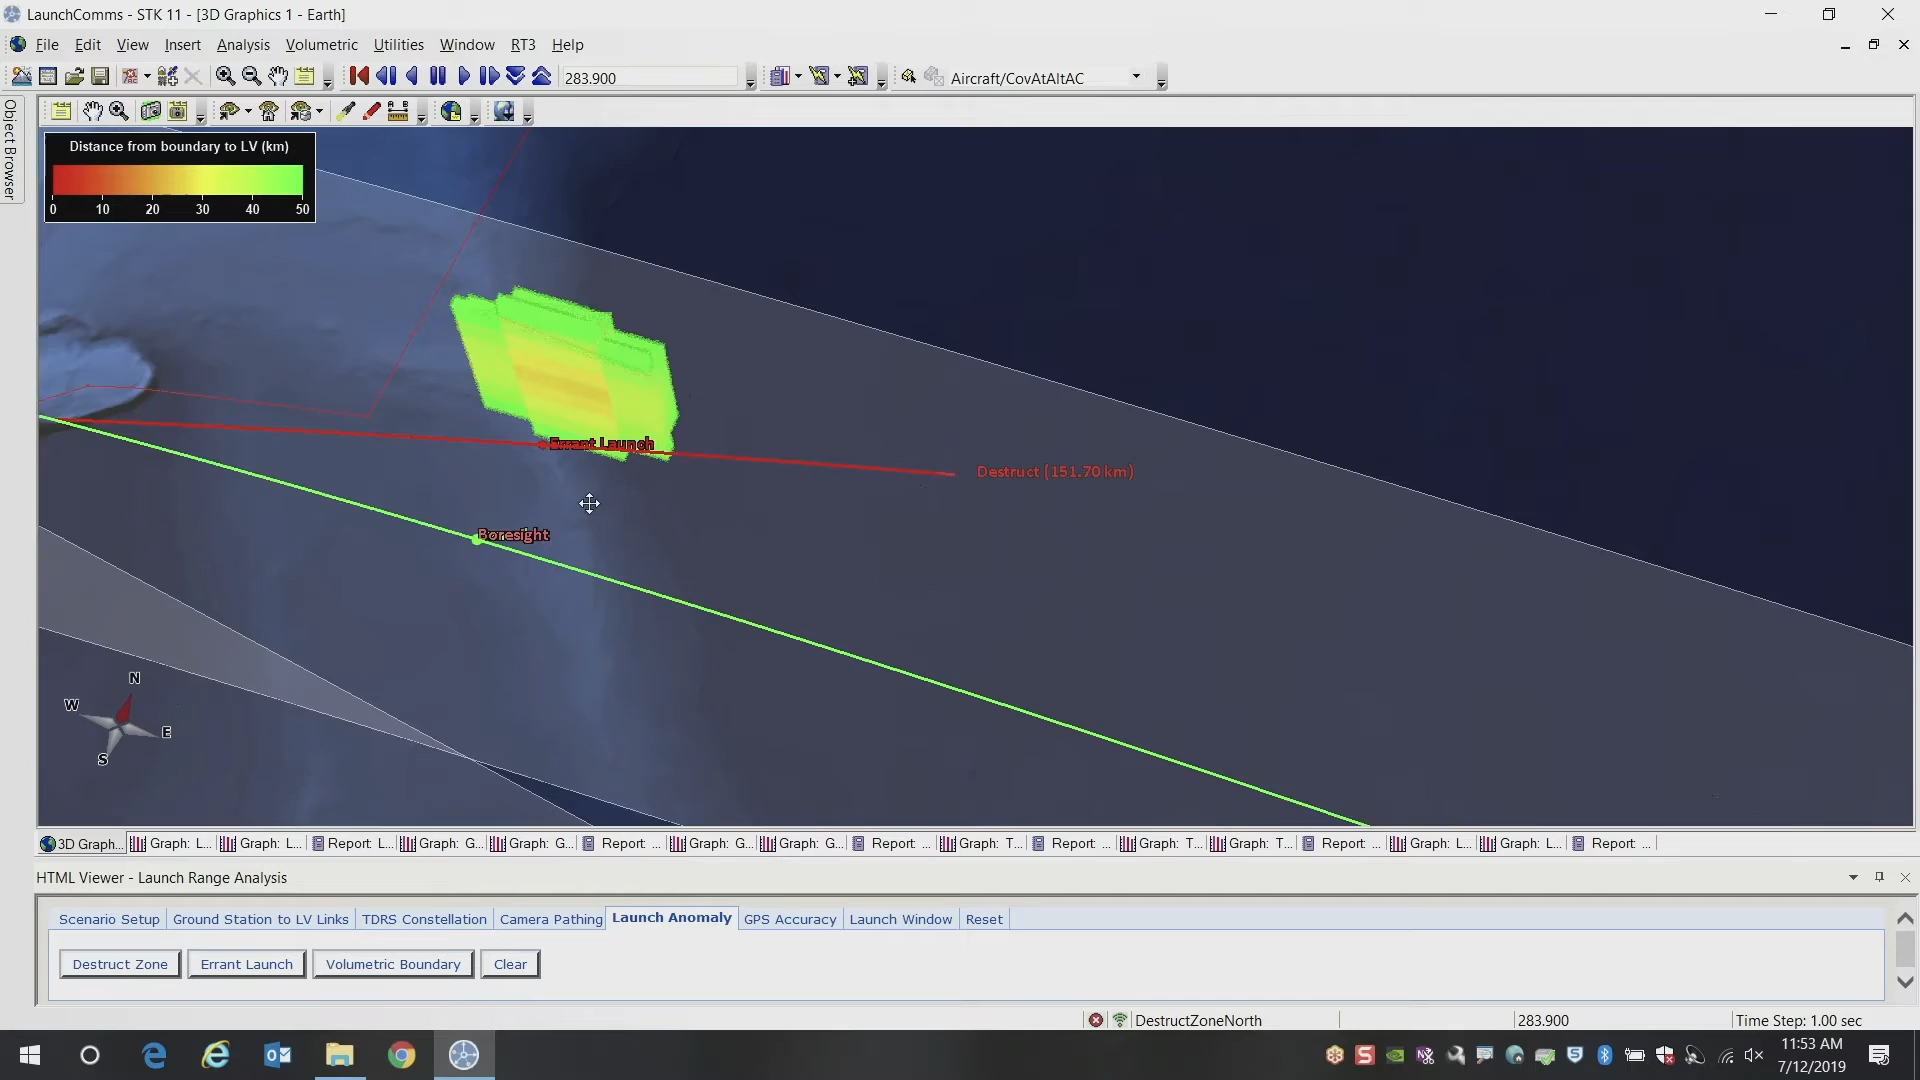 LaunchComms - STK 11 - [3D Graphics 1 - Earth]
File Edit View Insert Analysis Volumetric Utilities Window RT3 Help
283.900
Aircraft/CovAtAltAC
Object Browser
Distance from boundary to LV (km)
0 10 20 30 40 50
Errant Launch
Destruct (151.70 km)
Boresight
N
W
E
S
3D Graph... Graph: L... Graph: L... Report: L... Graph: G... Graph: G... Report: ... Graph: G... Graph: G... Report: ... Graph: T... Report: ... Graph: T... Graph: T... Report: ... Graph: L... Graph: L... Report: ...
HTML Viewer - Launch Range Analysis
Scenario Setup Ground Station to LV Links TDRS Constellation Camera Pathing Launch Anomaly GPS Accuracy Launch Window Reset
Destruct Zone Errant Launch Volumetric Boundary Clear
DestructZoneNorth 283.900 Time Step: 1.00 sec
11:53 AM
7/12/2019